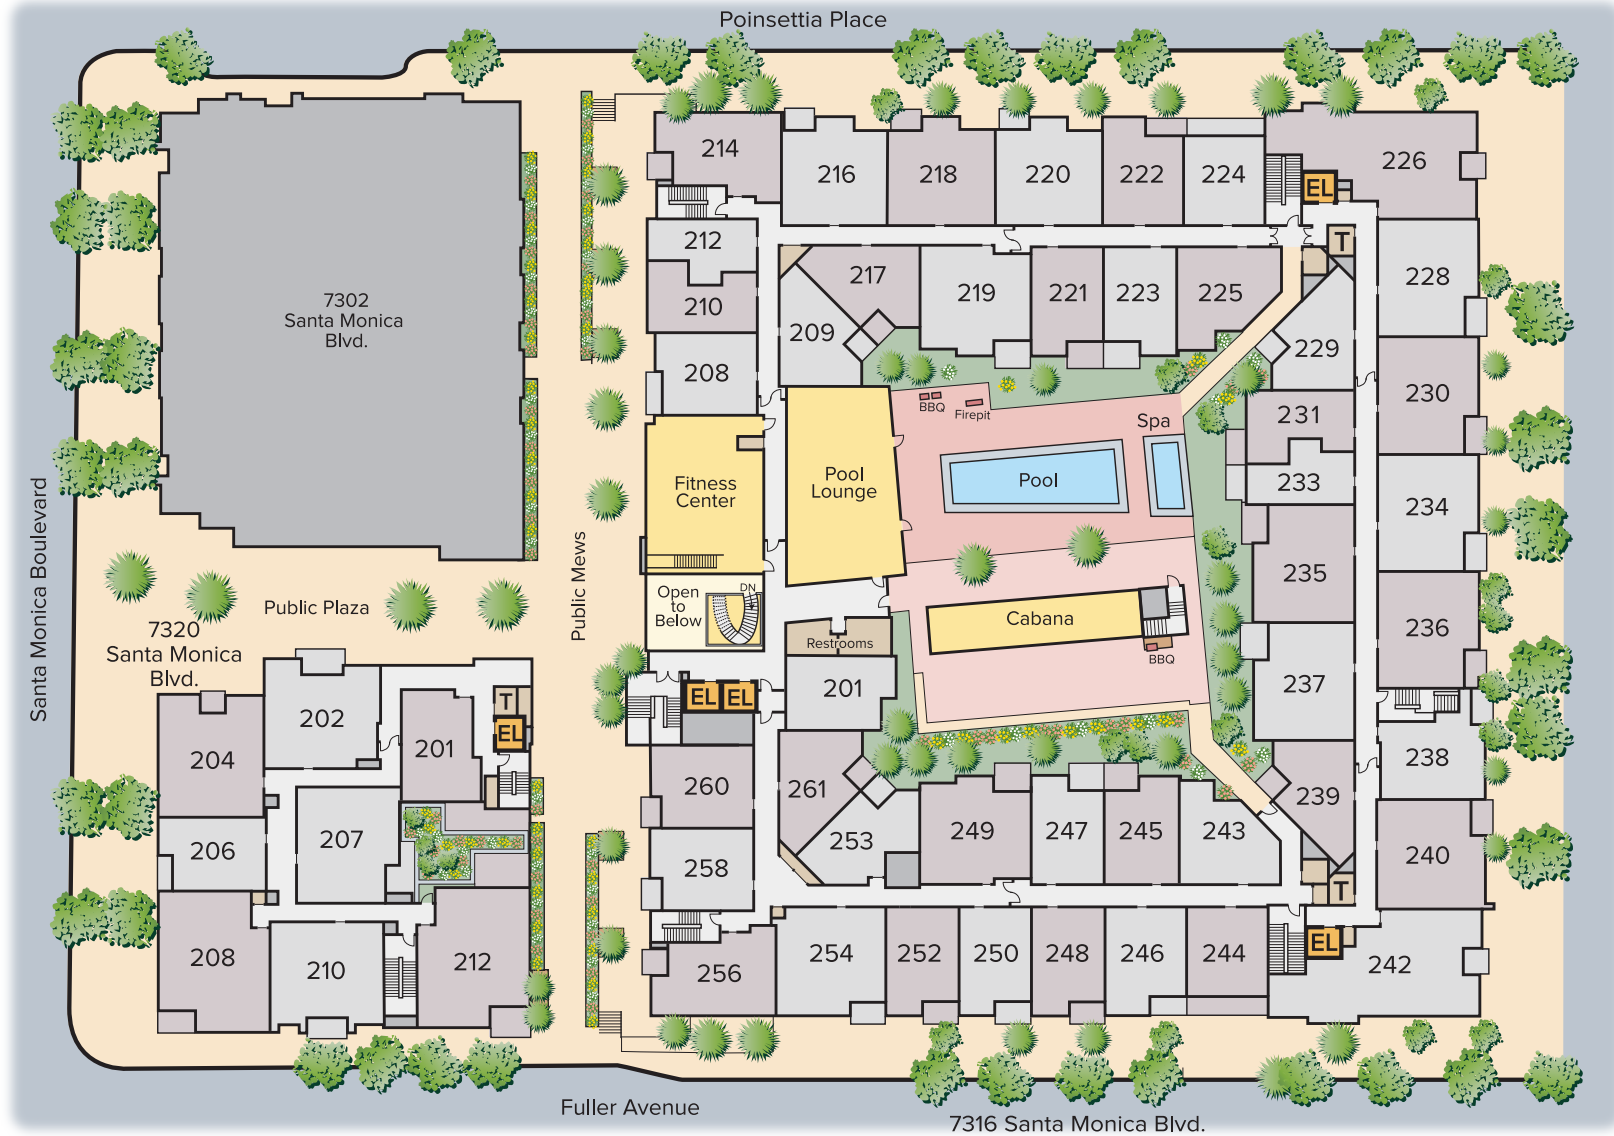 Poinsettia Place
214
216
218
220
222
224
226
EL
T
212
217
228
210
219
221
223
225
7302
Santa Monica
Blvd.
209
229
208
BBQ
Firepit
Spa
231
230
Fitness
Center
Pool
Lounge
Pool
233
234
Santa Monica Boulevard
Public Mews
235
Public Plaza
Open
to
Below
DN
Cabana
236
7320
Santa Monica
Blvd.
Restrooms
BBQ
201
237
EL
EL
T
202
EL
201
204
238
260
261
239
207
206
253
249
247
245
243
258
240
T
208
210
212
256
254
252
250
248
246
244
EL
242
Fuller Avenue
7316 Santa Monica Blvd.